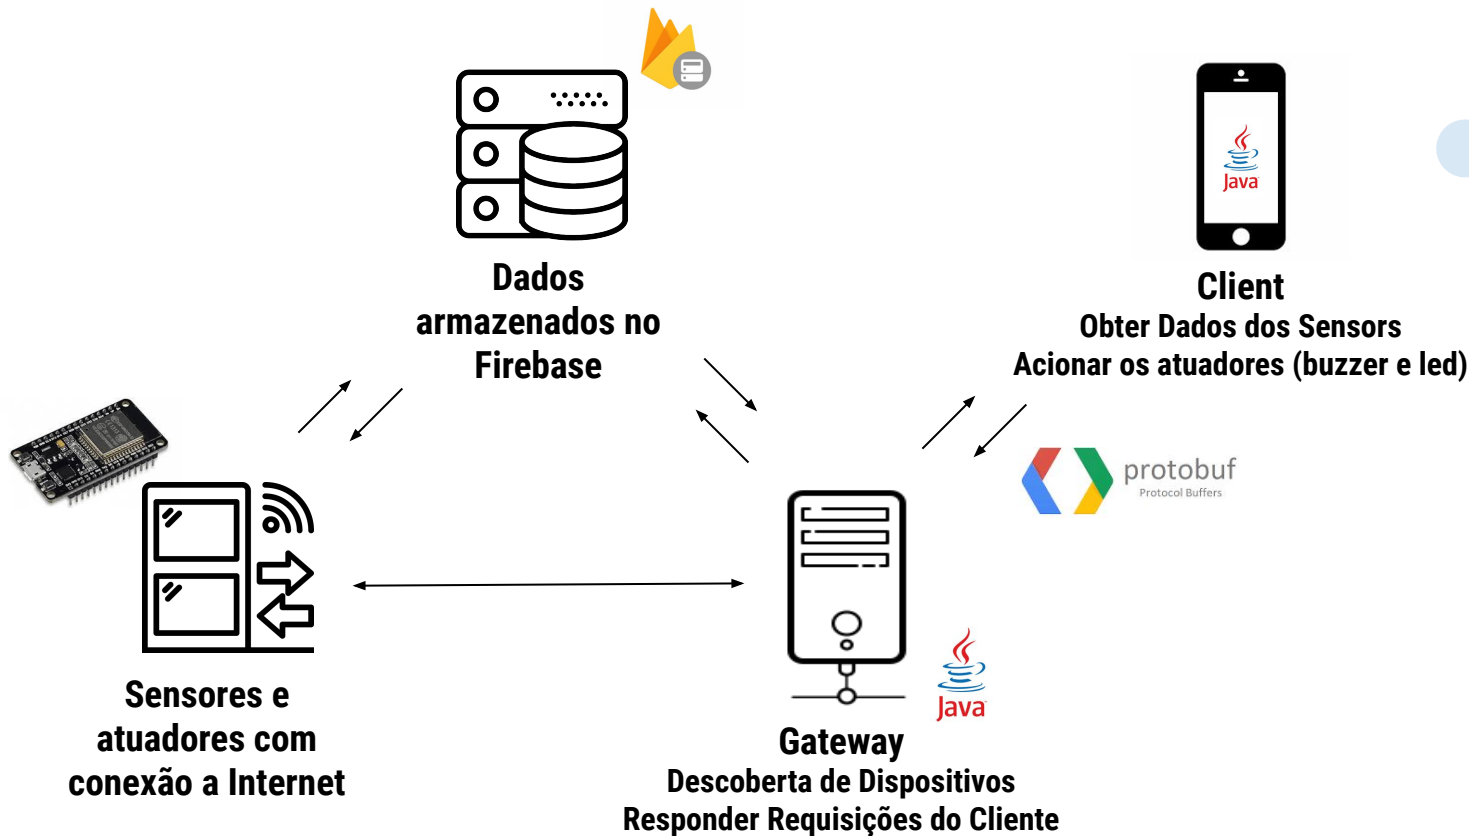 Dados
armazenados no
Firebase
Java
Client
Obter Dados dos Sensors
Acionar os atuadores (buzzer e led)
protobuf
Protocol Buffers
Sensores e
atuadores com
conexão a Internet
Java
Gateway
Descoberta de Dispositivos
Responder Requisições do Cliente